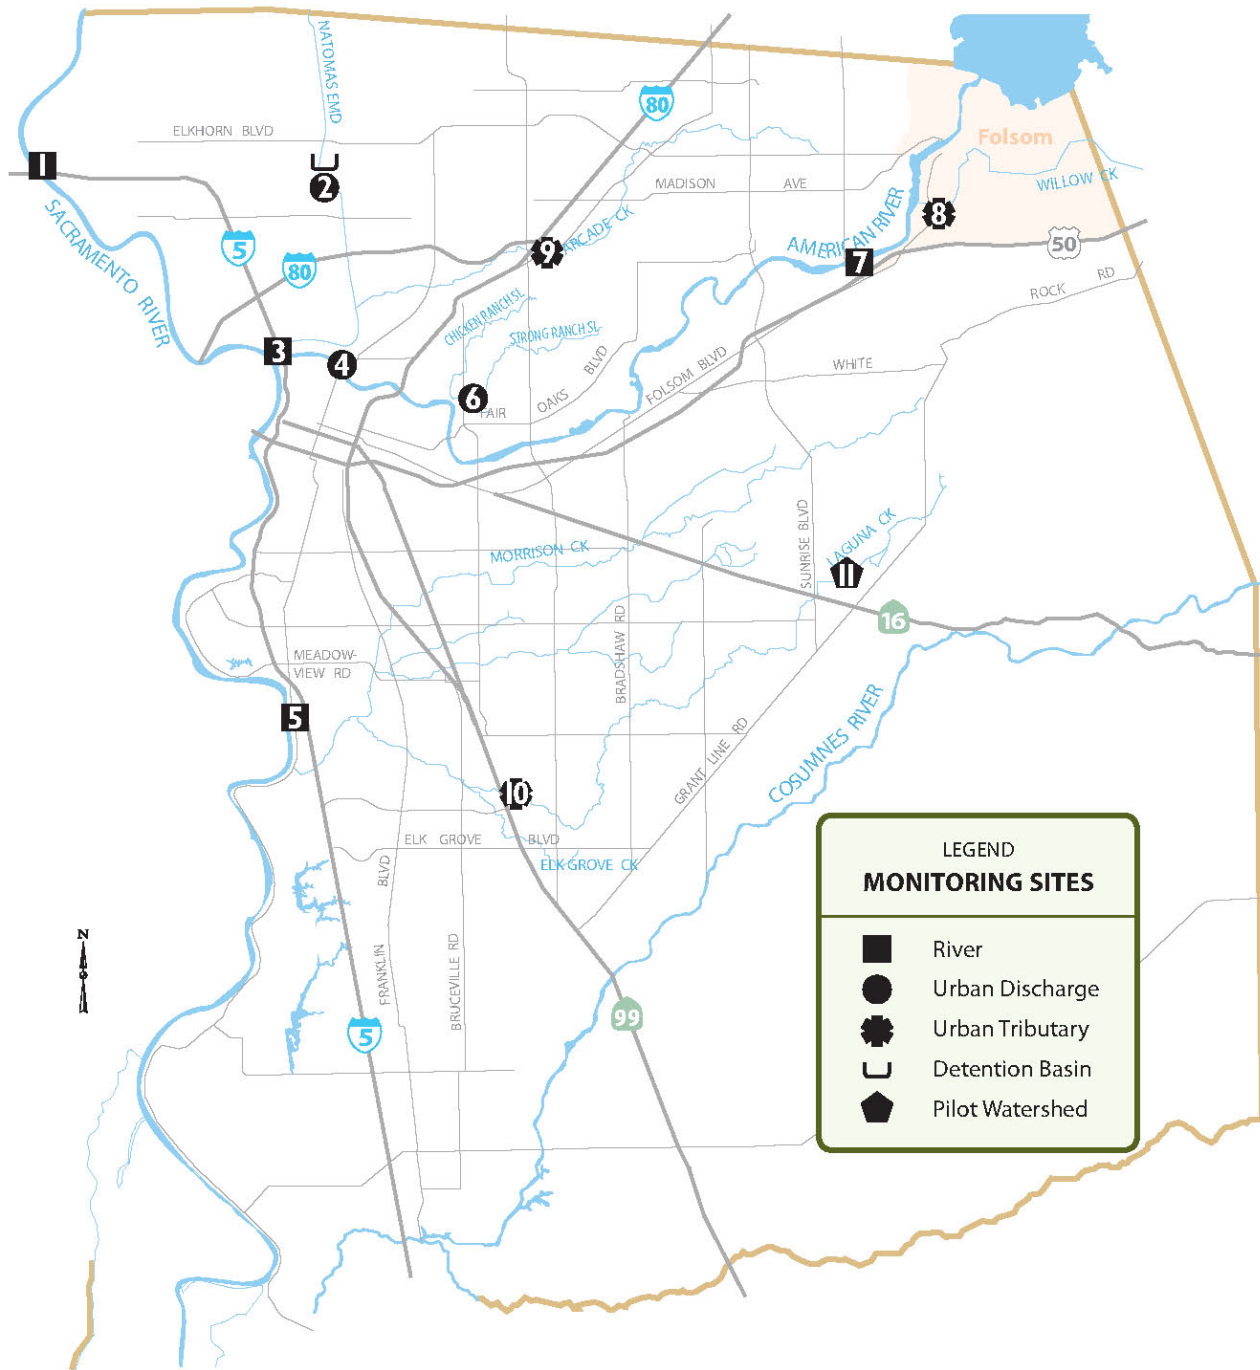 NATOMAS EMD
80
ELKHORN BLVD
Folsom
1
2
MADISON AVE
WILLOW CK
SACRAMENTO RIVER
8
ARCADE CK
AMERICAN RIVER
5
9
50
7
80
ROCK RD
CHICKEN RANCH SL
STRONG RANCH SL
3
4
WHITE
FOLSOM BLVD
6
FAIR OAKS BLVD
MORRISON CK
SUNRISE BLVD
LAGUNA CK
11
16
BRADSHAW RD
MEADOW-
VIEW RD
5
COSUMNES RIVER
GRANT LINE RD
10
ELK GROVE BLVD
ELK GROVE CK
FRANKLIN BLVD
BRUCEVILLE RD
N
99
5
LEGEND
MONITORING SITES
River
Urban Discharge
Urban Tributary
Detention Basin
Pilot Watershed